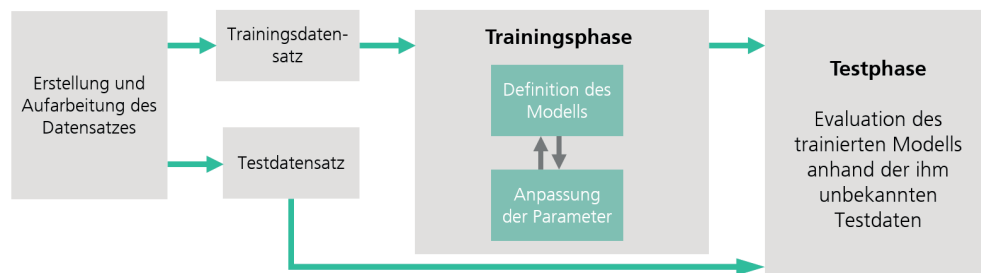 Erstellung und
Aufarbeitung des
Datensatzes
Trainingsdaten-
satz
Testdatensatz
Trainingsphase
Definition des
Modells
Anpassung
der Parameter
Testphase
Evaluation des
trainierten Modells
anhand der ihm
unbekannten
Testdaten